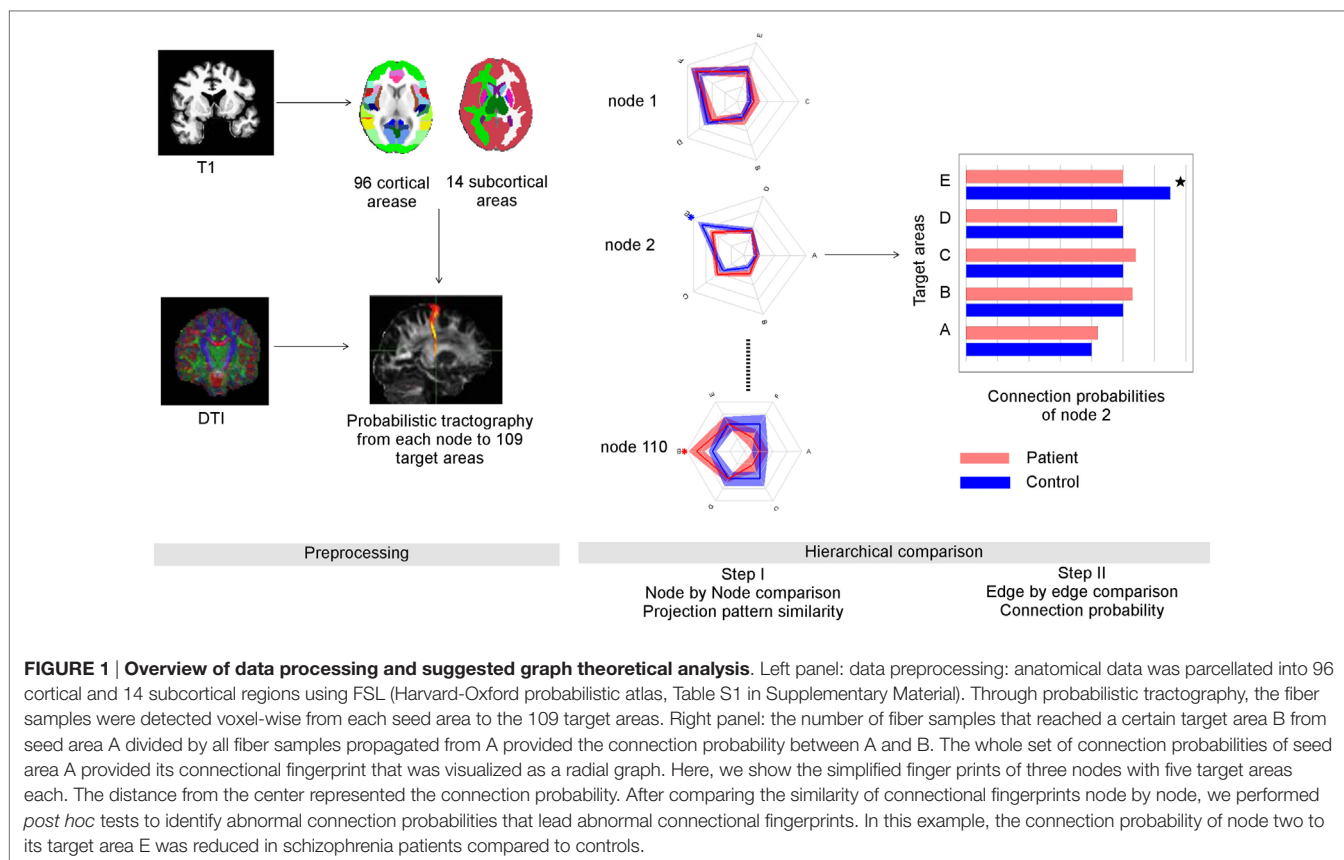 T1
96 cortical
arease
14 subcortical
areas
DTI
Probabilistic tractography
from each node to 109
target areas
Preprocessing
node 1
E
F
C
D
B
node 2
D
E
*
A
C
B
node 110
E
F
B
*
A
D
C
Target areas
E
★
D
C
B
A
Connection probabilities
of node 2
Patient
Control
Hierarchical comparison
Step I
Node by Node comparison
Projection pattern similarity
Step II
Edge by edge comparison
Connection probability
FIGURE 1 | Overview of data processing and suggested graph theoretical analysis. Left panel: data preprocessing: anatomical data was parcellated into 96
cortical and 14 subcortical regions using FSL (Harvard-Oxford probabilistic atlas, Table S1 in Supplementary Material). Through probabilistic tractography, the fiber
samples were detected voxel-wise from each seed area to the 109 target areas. Right panel: the number of fiber samples that reached a certain target area B from
seed area A divided by all fiber samples propagated from A provided the connection probability between A and B. The whole set of connection probabilities of seed
area A provided its connectional fingerprint that was visualized as a radial graph. Here, we show the simplified finger prints of three nodes with five target areas
each. The distance from the center represented the connection probability. After comparing the similarity of connectional fingerprints node by node, we performed
post hoc tests to identify abnormal connection probabilities that lead abnormal connectional fingerprints. In this example, the connection probability of node two to
its target area E was reduced in schizophrenia patients compared to controls.